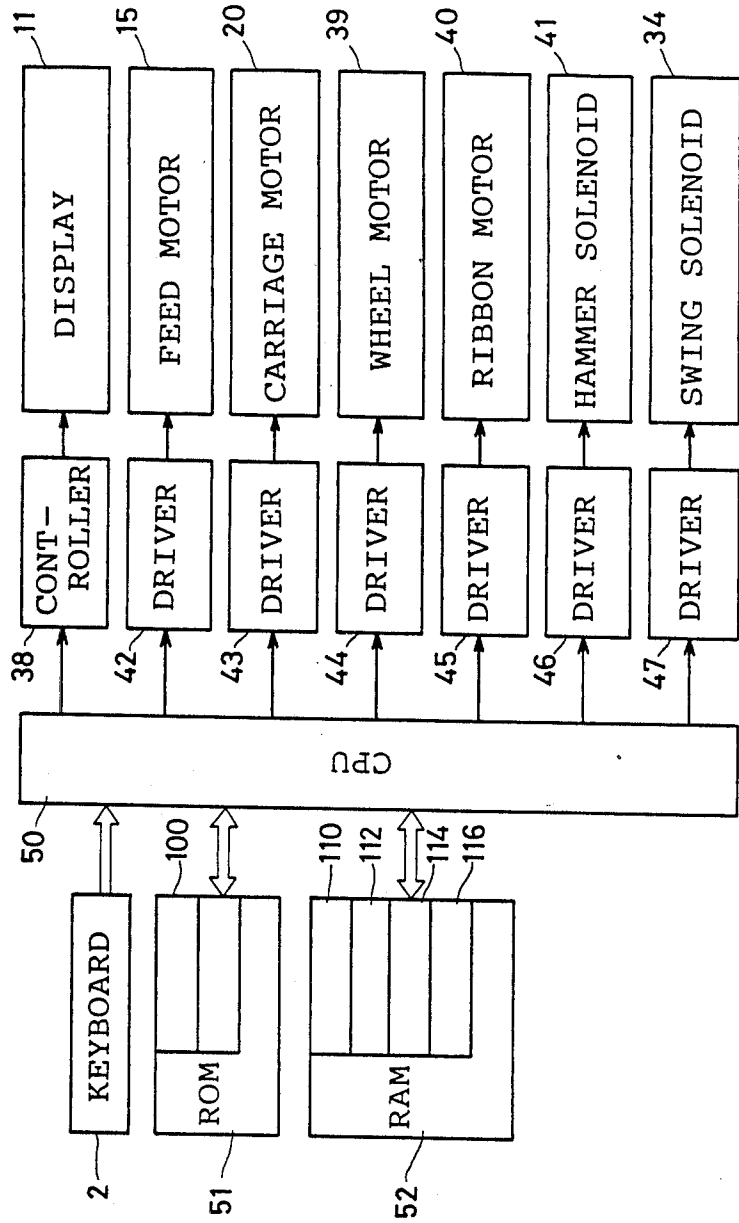 2
KEYBOARD
51
ROM
100
52
RAM
110
112
114
116
50
CPU
38
CONT-
ROLLER
11
DISPLAY
42
DRIVER
15
FEED MOTOR
43
DRIVER
20
CARRIAGE MOTOR
44
DRIVER
39
WHEEL MOTOR
45
DRIVER
40
RIBBON MOTOR
46
DRIVER
41
HAMMER SOLENOID
47
DRIVER
34
SWING SOLENOID